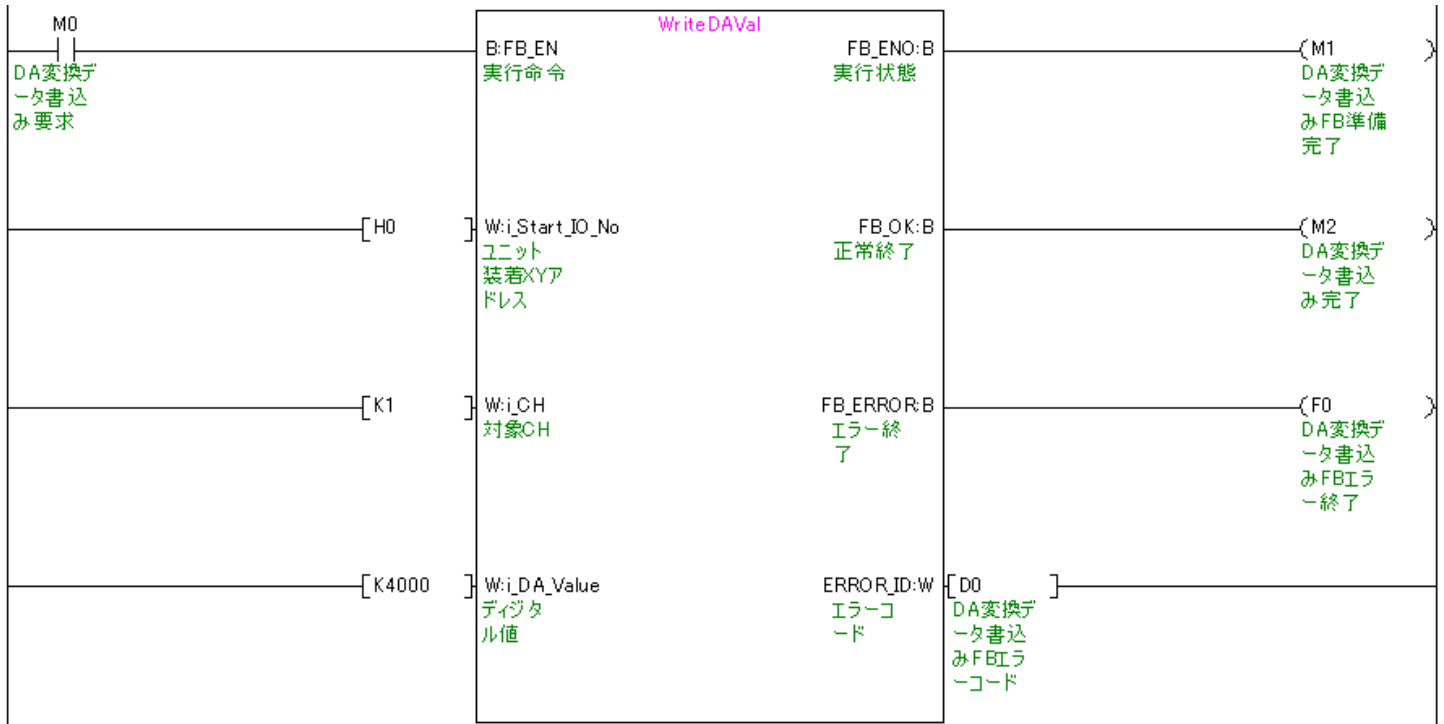 M0
DA変換デ
ータ書込
み要求
WriteDAVal
B:FB_EN
実行命令
FB_ENO:B
実行状態
M1
DA変換デ
ータ書込
みFB準備
完了
H0
W:i_Start_IO_No
ユニット
装着XYア
ドレス
FB_OK:B
正常終了
M2
DA変換デ
ータ書込
み完了
K1
W:i_CH
対象CH
FB_ERROR:B
エラー終
了
F0
DA変換デ
ータ書込
みFBエラ
ー終了
K4000
W:i_DA_Value
ディジタ
ル値
ERROR_ID:W
エラーコ
ード
D0
DA変換デ
ータ書込
みFBエラ
ーコード